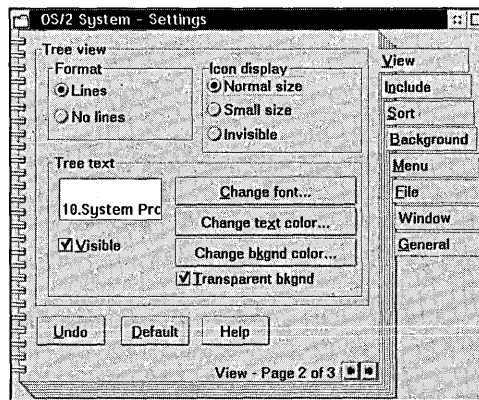 OS/2 System - Settings
Tree view
Format
Lines
No lines
Icon display
Normal size
Small size
Invisible
Tree text
10.System Prc
Visible
Change font...
Change text color...
Change bkgnd color...
Transparent bkgnd
Undo
Default
Help
View - Page 2 of 3
View
Include
Sort
Background
Menu
File
Window
General